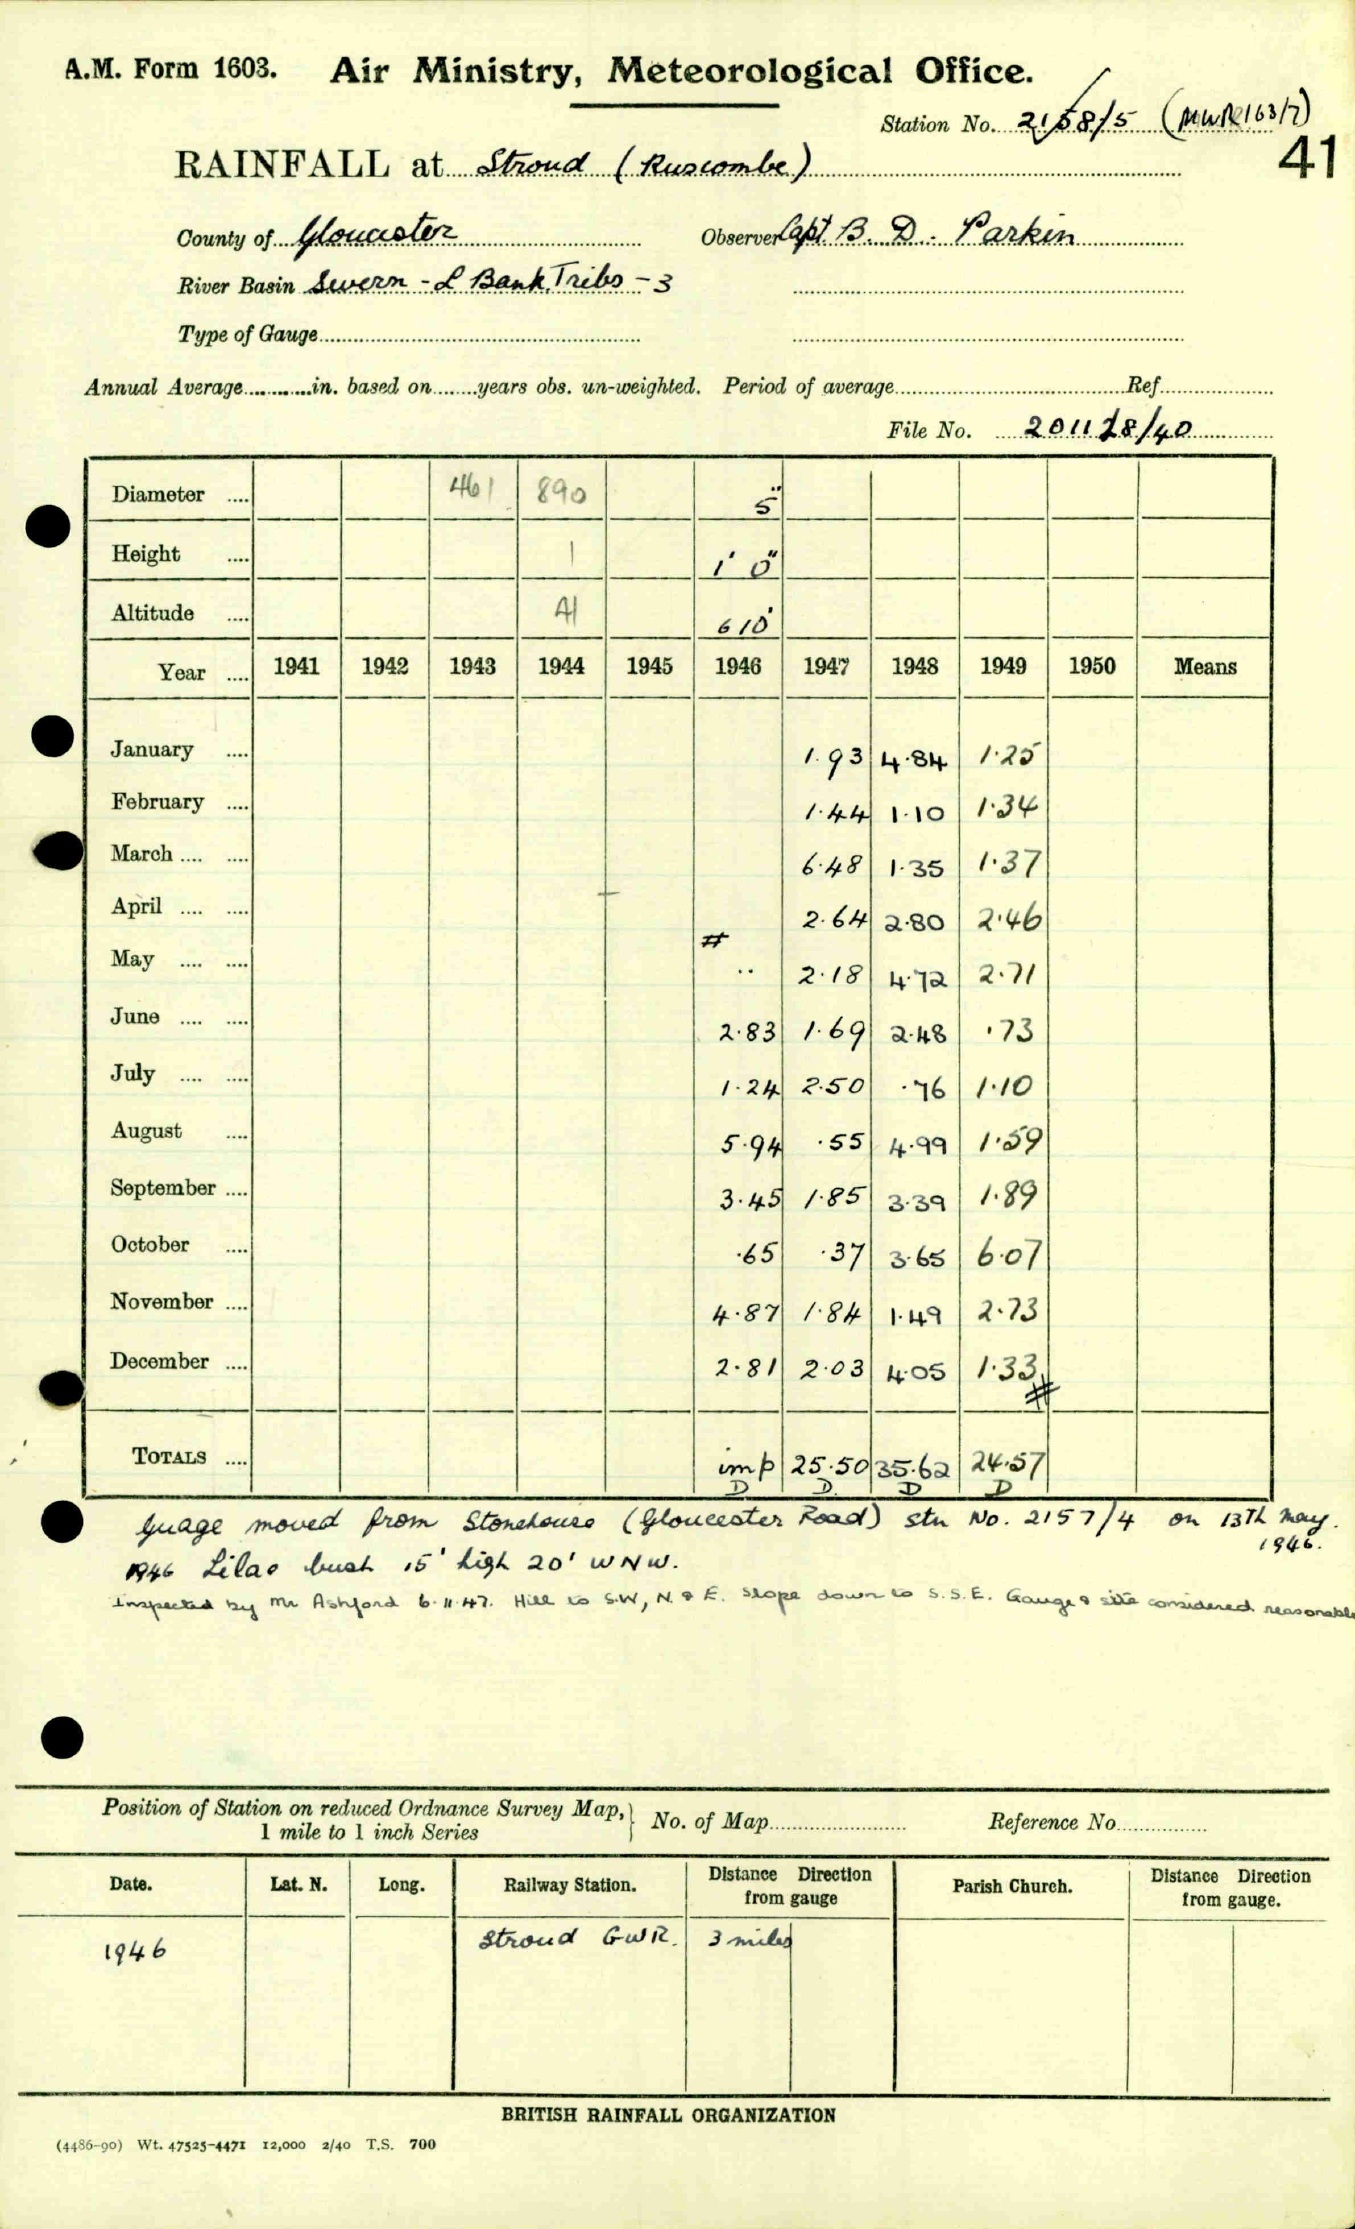 A.M. Form 1603. Air Ministry, Meteorological Office.
Station No. 2158/5 (MWR 163/7)
41
RAINFALL at Stroud (Ruscombe)
County of Gloucester Observer Capt B. D. Parkin
River Basin Severn - L Bank Tribs - 3
Type of Gauge
Annual Average in. based on years obs. un-weighted. Period of average Ref.
File No.
Diameter .... 461 890 5"
Height .... 1 1' 0"
Altitude .... A1 610'
Year .... 1941 1942 1943 1944 1945 1946 1947 1948 1949 1950 Means
January .... 1.93 4.84 1.25
February .... 1.44 1.10 1.34
March .... .... 6.48 1.35 1.37
April .... .... 2.64 2.80 2.46
#
May .... .... .. 2.18 4.72 2.71
June .... .... 2.83 1.69 2.48 .73
July .... .... 1.24 2.50 .76 1.10
August .... 5.94 .55 4.99 1.59
September .... 3.45 1.85 3.39 1.89
October .... .65 .37 3.65 6.07
November .... 4.87 1.84 1.49 2.73
December .... 2.81 2.03 4.05 1.33
#
TOTALS .... imp 25.50 35.62 24.57
D D D D
Guage moved from Stonehouse (Gloucester Road) stn No. 2157/4 on 13th May.
1946.
1946 Lilac bush 15' high 20' WNW.
Inspected by Mr Ashford 6.11.47. Hill to SW, N & E. Slope down to S.S.E. Gauge & site considered reasonable
Position of Station on reduced Ordnance Survey Map, No. of Map Reference No.
1 mile to 1 inch Series
Date. Lat. N. Long. Railway Station. Distance Direction from gauge Parish Church. Distance Direction from gauge.
1946 Stroud GWR. 3 miles
BRITISH RAINFALL ORGANIZATION
(4486-90) Wt. 47525-4471 12,000 2/40 T.S. 700